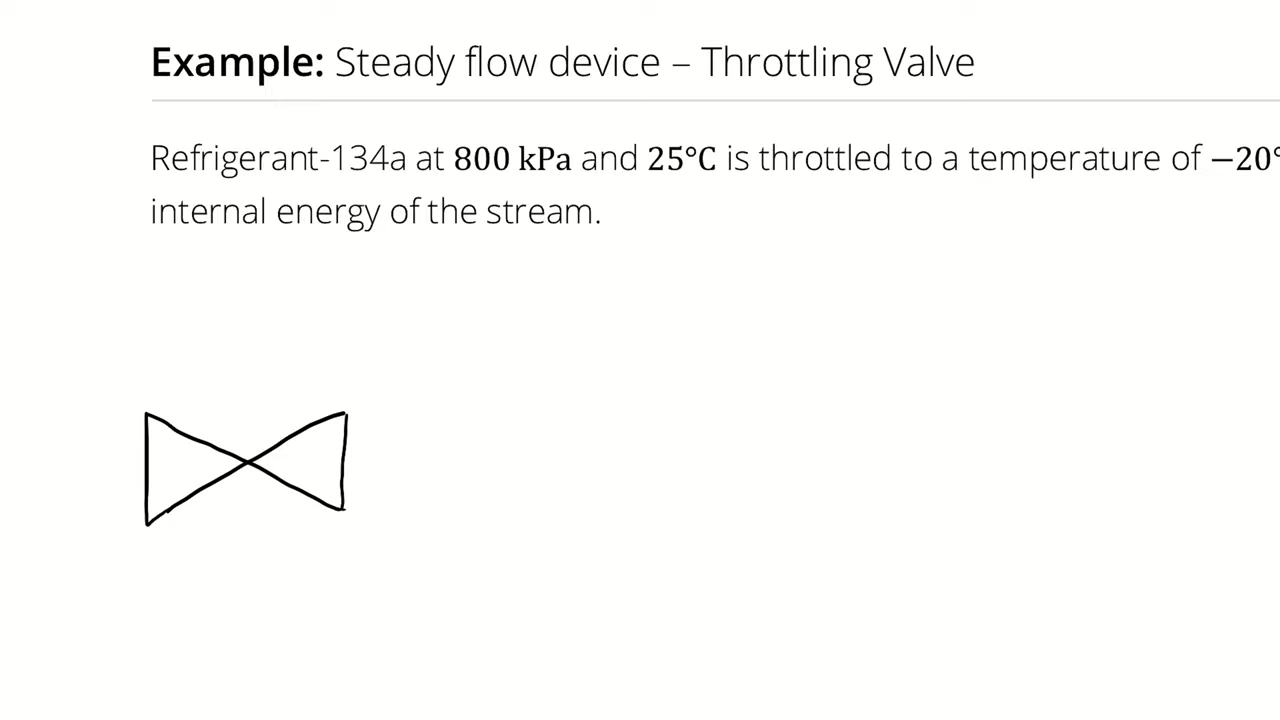 Example: Steady flow device – Throttling Valve
Refrigerant-134a at 800 kPa and 25°C is throttled to a temperature of −20°
internal energy of the stream.